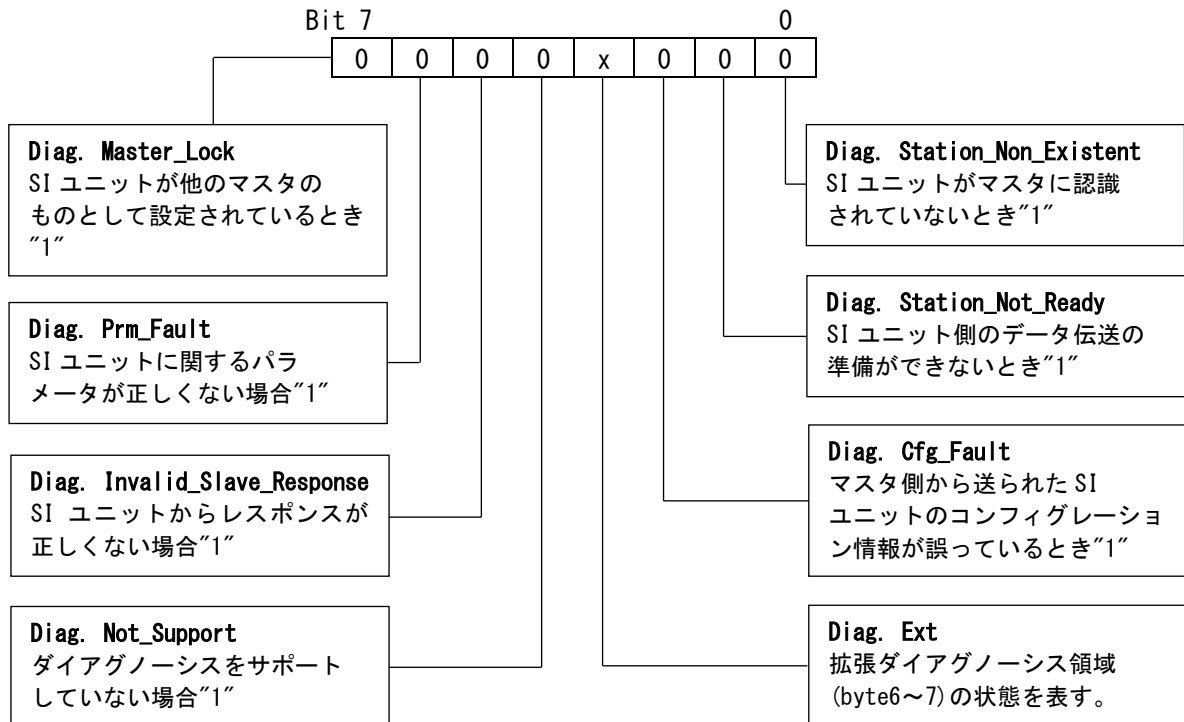 Bit 7 0
0 0 0 0 x 0 0 0
Diag. Master_Lock
SI ユニットが他のマスタの
ものとして設定されているとき
"1"
Diag. Prm_Fault
SI ユニットに関するパラ
メータが正しくない場合"1"
Diag. Invalid_Slave_Response
SI ユニットからレスポンスが
正しくない場合"1"
Diag. Not_Support
ダイアグノーシスをサポート
していない場合"1"
Diag. Station_Non_Existent
SI ユニットがマスタに認識
されていないとき"1"
Diag. Station_Not_Ready
SI ユニット側のデータ伝送の
準備ができないとき"1"
Diag. Cfg_Fault
マスタ側から送られた SI
ユニットのコンフィグレーショ
ン情報が誤っているとき"1"
Diag. Ext
拡張ダイアグノーシス領域
(byte6～7)の状態を表す。